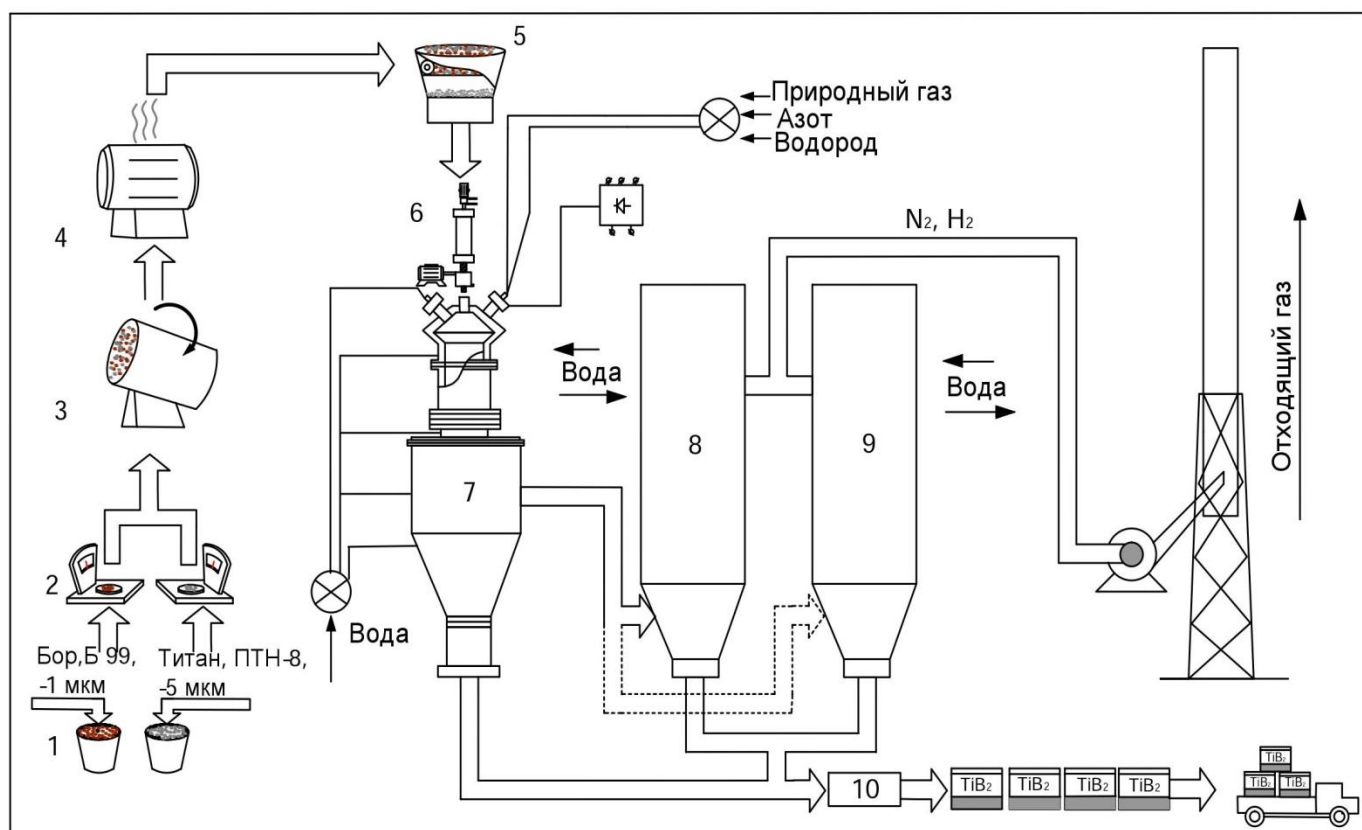 5
Природный газ
Азот
Водород
6
4
N₂, H₂
3
Вода
Вода
8
9
7
Отходящий газ
2
Вода
Бор,Б 99,
-1 мкм
Титан, ПТН-8,
-5 мкм
1
10
TiB₂
TiB₂
TiB₂
TiB₂
TiB₂
TiB₂
TiB₂